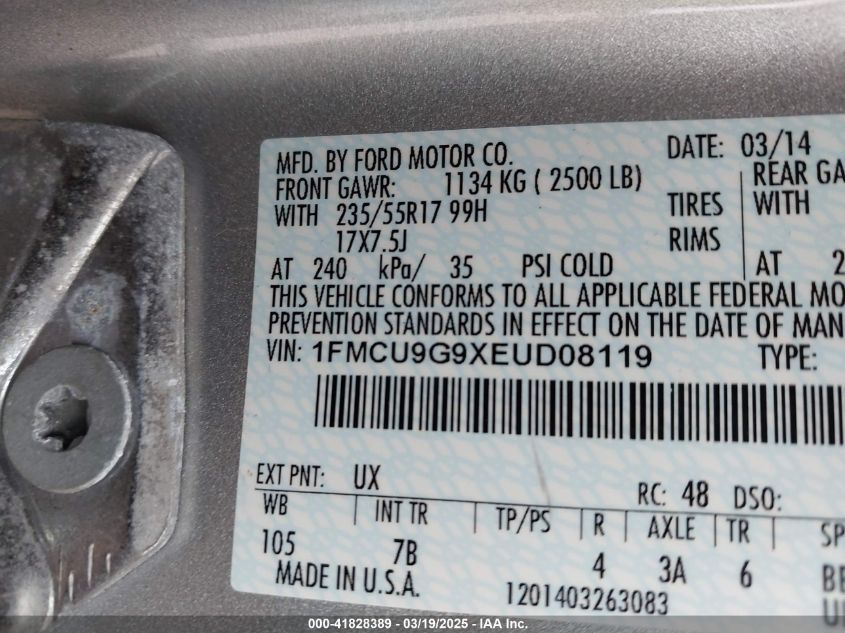 MFD. BY FORD MOTOR CO. DATE: 03/14
FRONT GAWR: 1134 KG ( 2500 LB) REAR GA
WITH 235/55R17 99H TIRES WITH
17X7.5J RIMS
AT 240 kPa/ 35 PSI COLD AT 2
THIS VEHICLE CONFORMS TO ALL APPLICABLE FEDERAL MO
PREVENTION STANDARDS IN EFFECT ON THE DATE OF MAN
VIN: 1FMCU9G9XEUD08119 TYPE:
EXT PNT: UX RC: 48 DSO:
WB INT TR TP/PS R AXLE TR SP
105 7B 4 3A 6 BE
MADE IN U.S.A. 1201403263083
000-41828389 - 03/19/2025 - IAAI Inc.